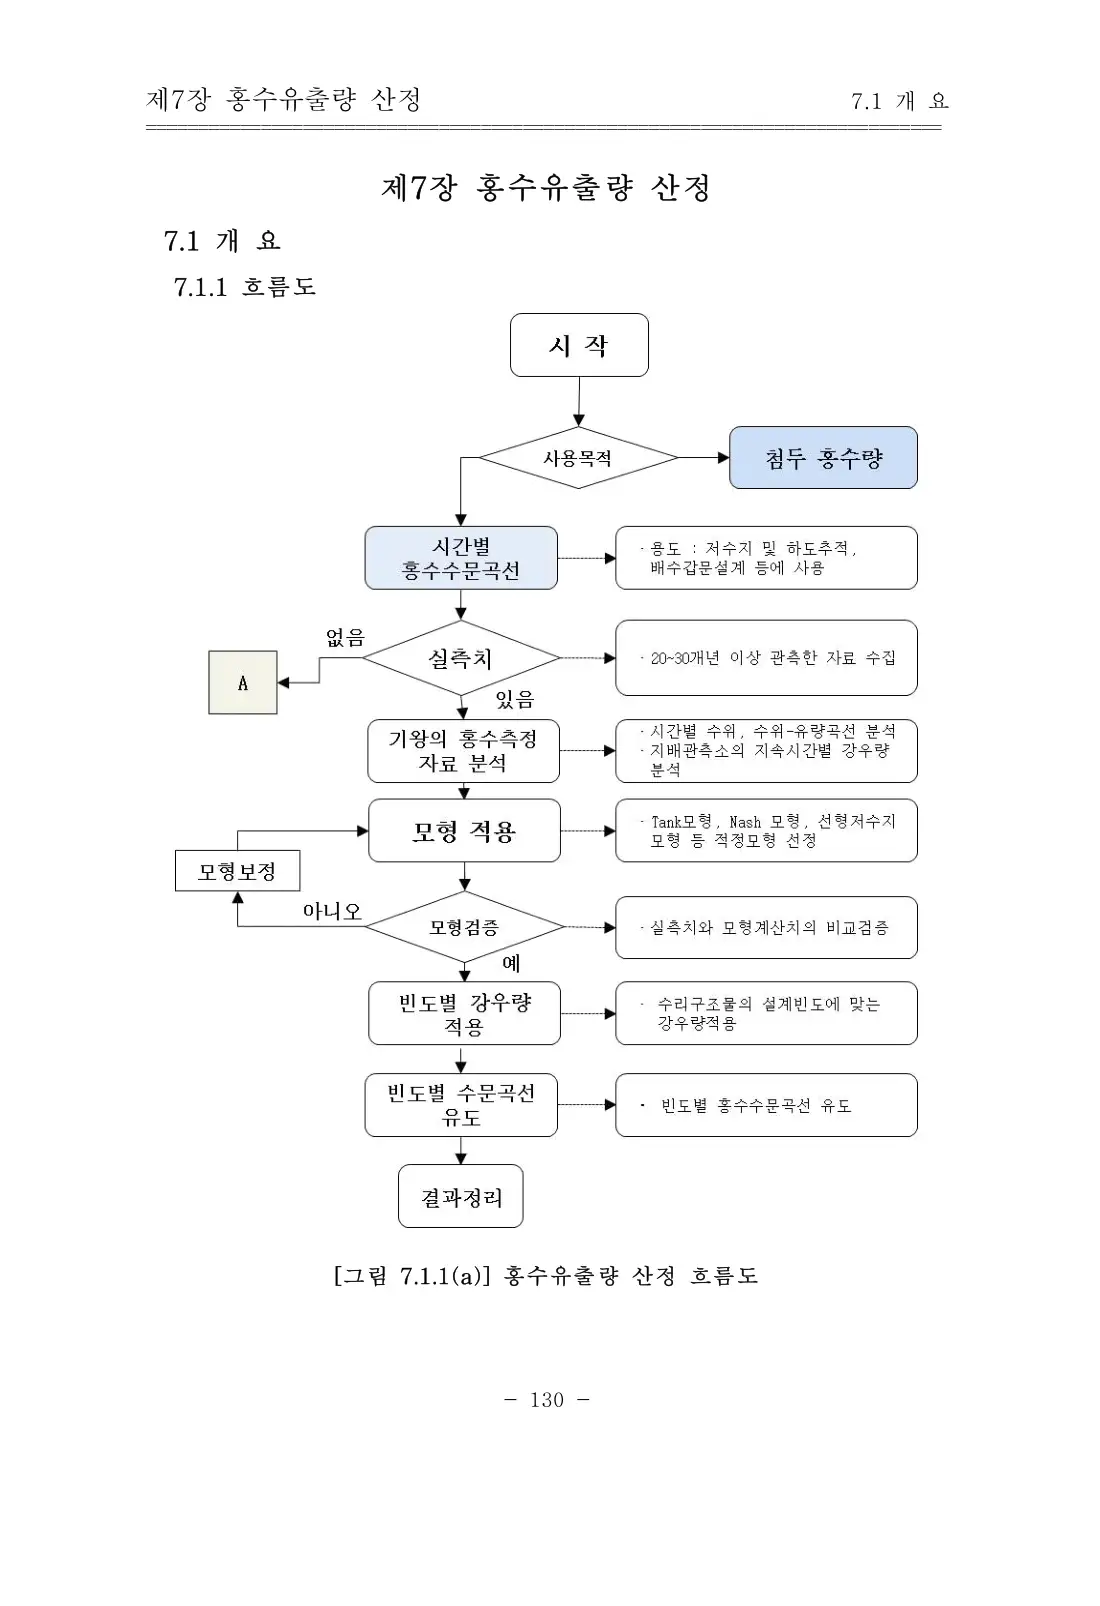 제7장 홍수유출량 산정
7.1 개 요
제7장 홍수유출량 산정
7.1 개 요
7.1.1 흐름도
시 작
사용목적
첨두 홍수량
시간별
홍수수문곡선
· 용도 : 저수지 및 하도추적,
배수갑문설계 등에 사용
없음
실측치
· 20~30개년 이상 관측한 자료 수집
A
있음
기왕의 홍수측정
자료 분석
· 시간별 수위, 수위-유량곡선 분석
· 지배관측소의 지속시간별 강우량
분석
모형 적용
· Tank모형, Nash 모형, 선형저수지
모형 등 적정모형 선정
모형보정
아니오
모형검증
· 실측치와 모형계산치의 비교검증
예
빈도별 강우량
적용
· 수리구조물의 설계빈도에 맞는
강우량적용
빈도별 수문곡선
유도
- 빈도별 홍수수문곡선 유도
결과정리
[그림 7.1.1(a)] 홍수유출량 산정 흐름도
- 130 -